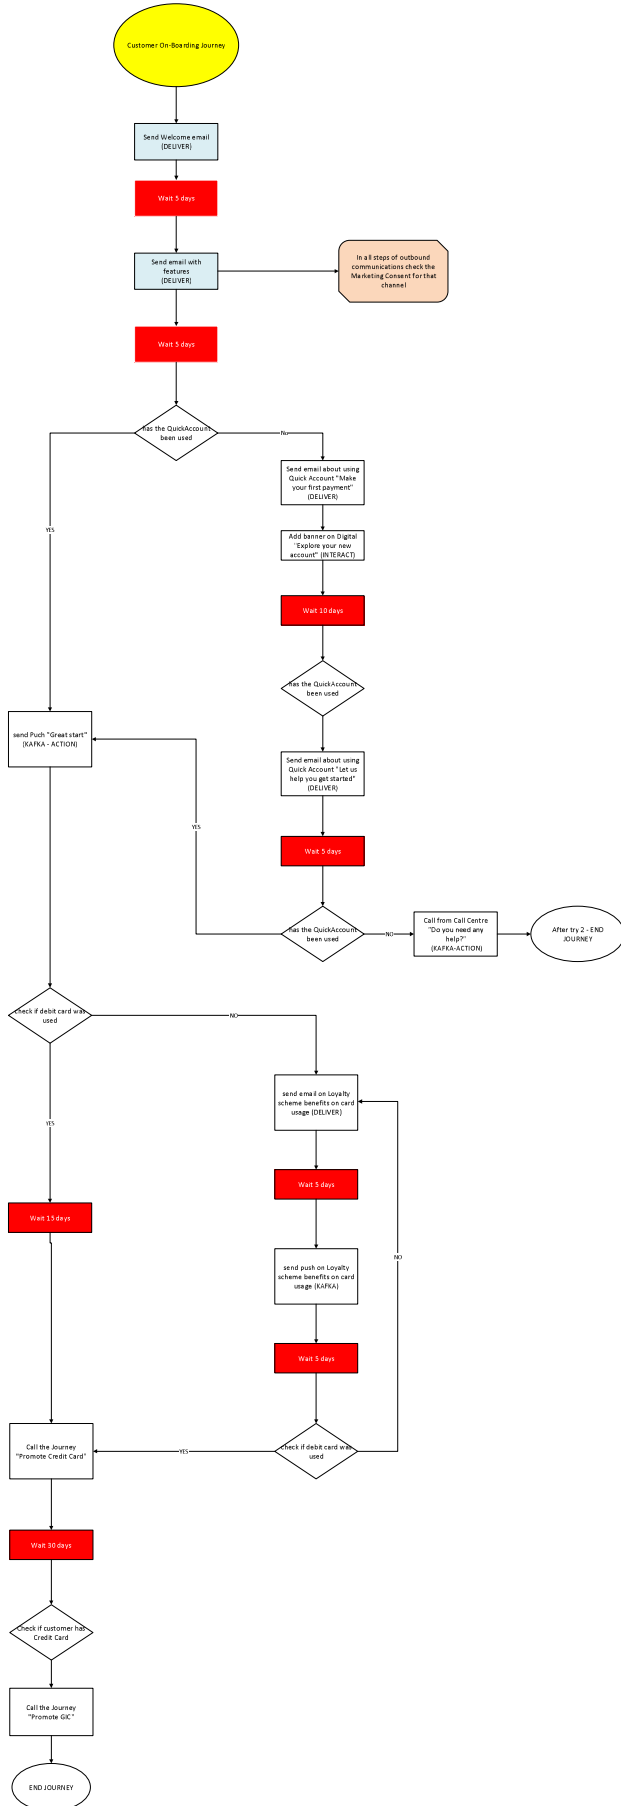 Customer On-Boarding Journey
Send Welcome email
(DELIVER)
Wait 5 days
Send email with
features
(DELIVER)
In all steps of outbound
communications check the
Marketing Consent for that
channel
Wait 5 days
has the QuickAccount
been used
No
YES
Send email about using
Quick Account "Make
your first payment"
(DELIVER)
Add banner on Digital
"Explore your new
account" (INTERACT)
Wait 10 days
has the QuickAccount
been used
send Puch "Great start"
(KAFKA - ACTION)
Send email about using
Quick Account "Let us
help you get started"
(DELIVER)
YES
Wait 5 days
has the QuickAccount
been used
NO
Call from Call Centre
"Do you need any
help?"
(KAFKA-ACTION)
After try 2 - END
JOURNEY
check if debit card was
used
NO
YES
send email on Loyalty
scheme benefits on card
usage (DELIVER)
Wait 5 days
Wait 15 days
send push on Loyalty
scheme benefits on card
usage (KAFKA)
NO
Wait 5 days
Call the Journey
"Promote Credit Card"
YES
check if debit card was
used
Wait 30 days
Check if customer has
Credit Card
Call the Journey
"Promote GIC"
END JOURNEY